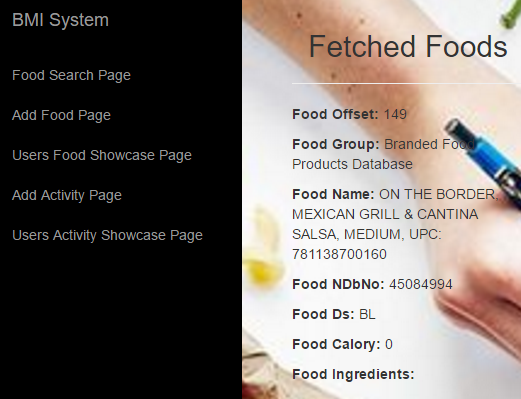 BMI System
Food Search Page
Add Food Page
Users Food Showcase Page
Add Activity Page
Users Activity Showcase Page
Fetched Foods
Food Offset: 149
Food Group: Branded Food
Products Database
Food Name: ON THE BORDER,
MEXICAN GRILL & CANTINA
SALSA, MEDIUM, UPC:
781138700160
Food NDbNo: 45084994
Food Ds: BL
Food Calory: 0
Food Ingredients: